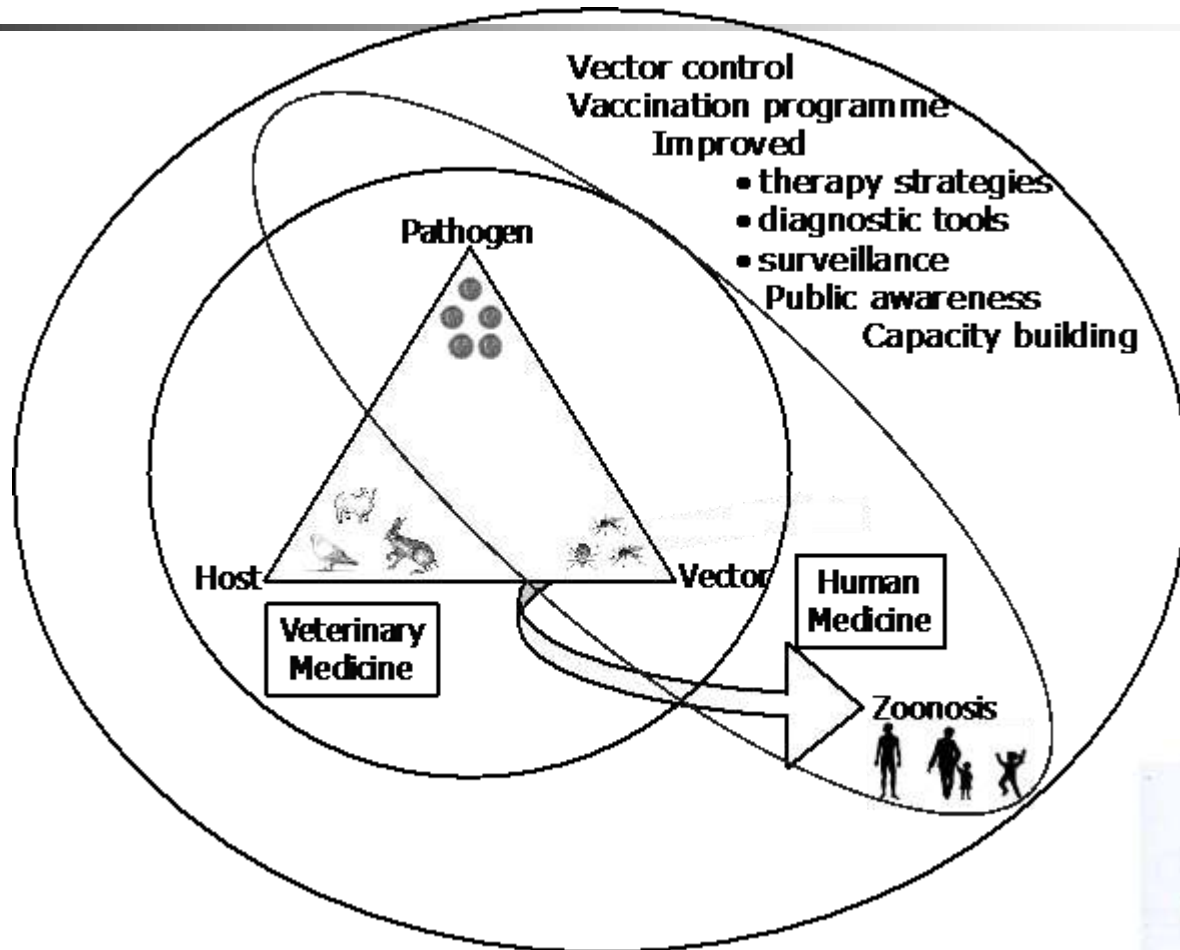 Vector control
Vaccination programme
Improved
• therapy strategies
• diagnostic tools
• surveillance
Public awareness
Capacity building
Pathogen
Host
Vector
Veterinary
Medicine
Human
Medicine
Zoonosis